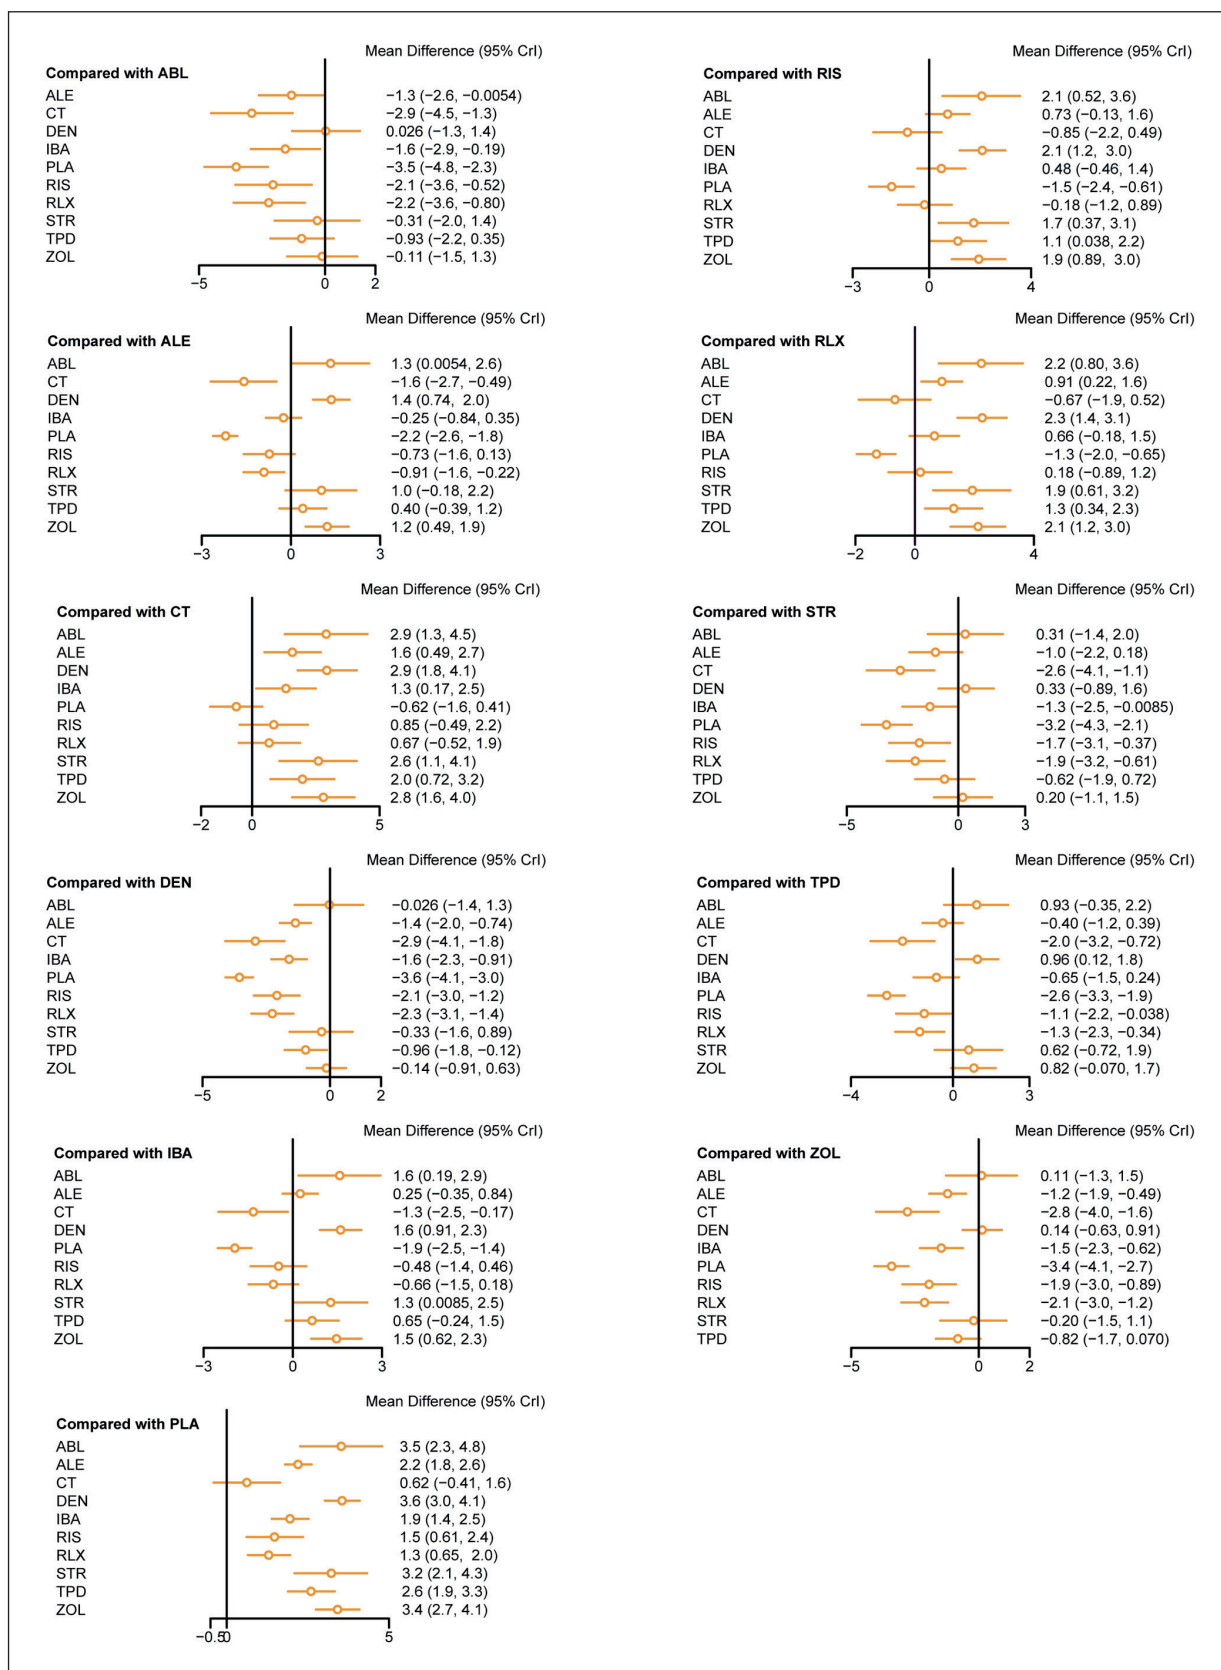 Mean Difference (95% CrI)
Compared with ABL
ALE −1.3 (−2.6, −0.0054)
CT −2.9 (−4.5, −1.3)
DEN 0.026 (−1.3, 1.4)
IBA −1.6 (−2.9, −0.19)
PLA −3.5 (−4.8, −2.3)
RIS −2.1 (−3.6, −0.52)
RLX −2.2 (−3.6, −0.80)
STR −0.31 (−2.0, 1.4)
TPD −0.93 (−2.2, 0.35)
ZOL −0.11 (−1.5, 1.3)
−5 0 2
Mean Difference (95% CrI)
Compared with ALE
ABL 1.3 (0.0054, 2.6)
CT −1.6 (−2.7, −0.49)
DEN 1.4 (0.74, 2.0)
IBA −0.25 (−0.84, 0.35)
PLA −2.2 (−2.6, −1.8)
RIS −0.73 (−1.6, 0.13)
RLX −0.91 (−1.6, −0.22)
STR 1.0 (−0.18, 2.2)
TPD 0.40 (−0.39, 1.2)
ZOL 1.2 (0.49, 1.9)
−3 0 3
Mean Difference (95% CrI)
Compared with CT
ABL 2.9 (1.3, 4.5)
ALE 1.6 (0.49, 2.7)
DEN 2.9 (1.8, 4.1)
IBA 1.3 (0.17, 2.5)
PLA −0.62 (−1.6, 0.41)
RIS 0.85 (−0.49, 2.2)
RLX 0.67 (−0.52, 1.9)
STR 2.6 (1.1, 4.1)
TPD 2.0 (0.72, 3.2)
ZOL 2.8 (1.6, 4.0)
−2 0 5
Mean Difference (95% CrI)
Compared with DEN
ABL −0.026 (−1.4, 1.3)
ALE −1.4 (−2.0, −0.74)
CT −2.9 (−4.1, −1.8)
IBA −1.6 (−2.3, −0.91)
PLA −3.6 (−4.1, −3.0)
RIS −2.1 (−3.0, −1.2)
RLX −2.3 (−3.1, −1.4)
STR −0.33 (−1.6, 0.89)
TPD −0.96 (−1.8, −0.12)
ZOL −0.14 (−0.91, 0.63)
−5 0 2
Mean Difference (95% CrI)
Compared with IBA
ABL 1.6 (0.19, 2.9)
ALE 0.25 (−0.35, 0.84)
CT −1.3 (−2.5, −0.17)
DEN 1.6 (0.91, 2.3)
PLA −1.9 (−2.5, −1.4)
RIS −0.48 (−1.4, 0.46)
RLX −0.66 (−1.5, 0.18)
STR 1.3 (0.0085, 2.5)
TPD 0.65 (−0.24, 1.5)
ZOL 1.5 (0.62, 2.3)
−3 0 3
Mean Difference (95% CrI)
Compared with PLA
ABL 3.5 (2.3, 4.8)
ALE 2.2 (1.8, 2.6)
CT 0.62 (−0.41, 1.6)
DEN 3.6 (3.0, 4.1)
IBA 1.9 (1.4, 2.5)
RIS 1.5 (0.61, 2.4)
RLX 1.3 (0.65, 2.0)
STR 3.2 (2.1, 4.3)
TPD 2.6 (1.9, 3.3)
ZOL 3.4 (2.7, 4.1)
−0.5 0 5
Mean Difference (95% CrI)
Compared with RIS
ABL 2.1 (0.52, 3.6)
ALE 0.73 (−0.13, 1.6)
CT −0.85 (−2.2, 0.49)
DEN 2.1 (1.2, 3.0)
IBA 0.48 (−0.46, 1.4)
PLA −1.5 (−2.4, −0.61)
RLX −0.18 (−1.2, 0.89)
STR 1.7 (0.37, 3.1)
TPD 1.1 (0.038, 2.2)
ZOL 1.9 (0.89, 3.0)
−3 0 4
Mean Difference (95% CrI)
Compared with RLX
ABL 2.2 (0.80, 3.6)
ALE 0.91 (0.22, 1.6)
CT −0.67 (−1.9, 0.52)
DEN 2.3 (1.4, 3.1)
IBA 0.66 (−0.18, 1.5)
PLA −1.3 (−2.0, −0.65)
RIS 0.18 (−0.89, 1.2)
STR 1.9 (0.61, 3.2)
TPD 1.3 (0.34, 2.3)
ZOL 2.1 (1.2, 3.0)
−2 0 4
Mean Difference (95% CrI)
Compared with STR
ABL 0.31 (−1.4, 2.0)
ALE −1.0 (−2.2, 0.18)
CT −2.6 (−4.1, −1.1)
DEN 0.33 (−0.89, 1.6)
IBA −1.3 (−2.5, −0.0085)
PLA −3.2 (−4.3, −2.1)
RIS −1.7 (−3.1, −0.37)
RLX −1.9 (−3.2, −0.61)
TPD −0.62 (−1.9, 0.72)
ZOL 0.20 (−1.1, 1.5)
−5 0 3
Mean Difference (95% CrI)
Compared with TPD
ABL 0.93 (−0.35, 2.2)
ALE −0.40 (−1.2, 0.39)
CT −2.0 (−3.2, −0.72)
DEN 0.96 (0.12, 1.8)
IBA −0.65 (−1.5, 0.24)
PLA −2.6 (−3.3, −1.9)
RIS −1.1 (−2.2, −0.038)
RLX −1.3 (−2.3, −0.34)
STR 0.62 (−0.72, 1.9)
ZOL 0.82 (−0.070, 1.7)
−4 0 3
Mean Difference (95% CrI)
Compared with ZOL
ABL 0.11 (−1.3, 1.5)
ALE −1.2 (−1.9, −0.49)
CT −2.8 (−4.0, −1.6)
DEN 0.14 (−0.63, 0.91)
IBA −1.5 (−2.3, −0.62)
PLA −3.4 (−4.1, −2.7)
RIS −1.9 (−3.0, −0.89)
RLX −2.1 (−3.0, −1.2)
STR −0.20 (−1.5, 1.1)
TPD −0.82 (−1.7, 0.070)
−5 0 2